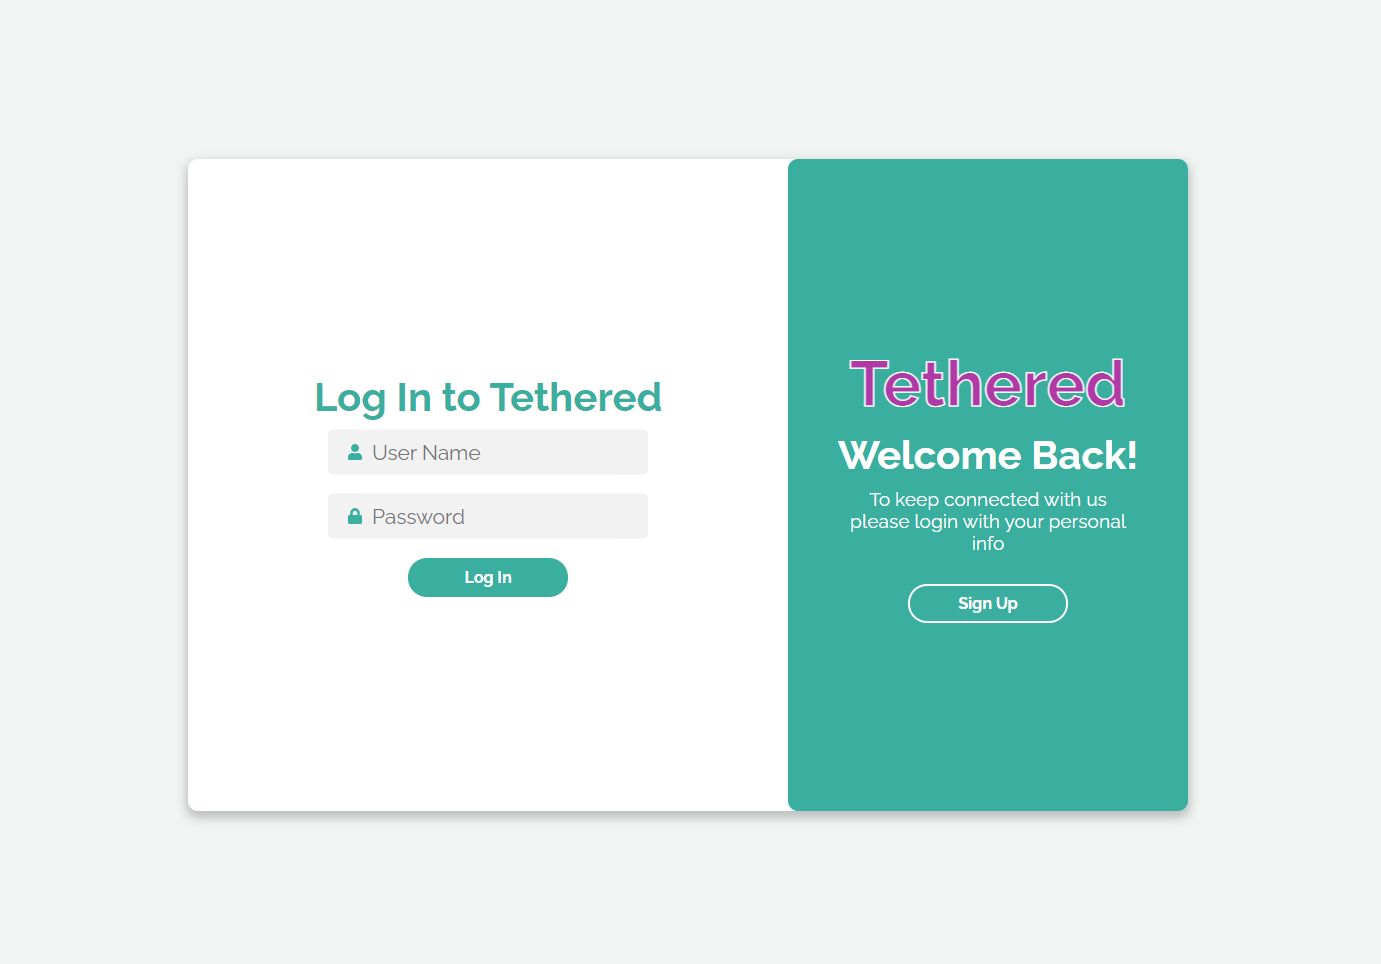 Log In to Tethered
User Name
Password
Log In
Tethered
Welcome Back!
To keep connected with us
please login with your personal
info
Sign Up